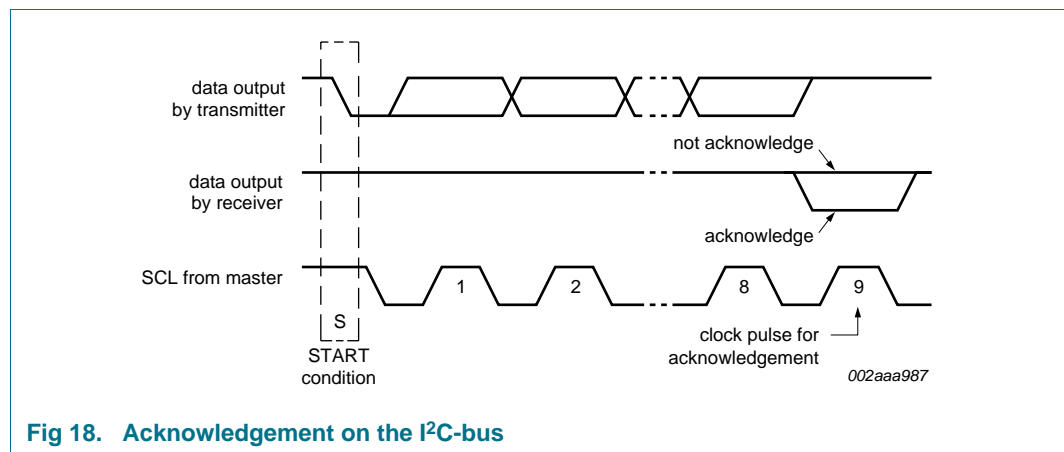 data output
by transmitter
not acknowledge
data output
by receiver
acknowledge
SCL from master
1
2
8
9
S
START
condition
clock pulse for
acknowledgement
002aaa987
Fig 18. Acknowledgement on the I²C-bus